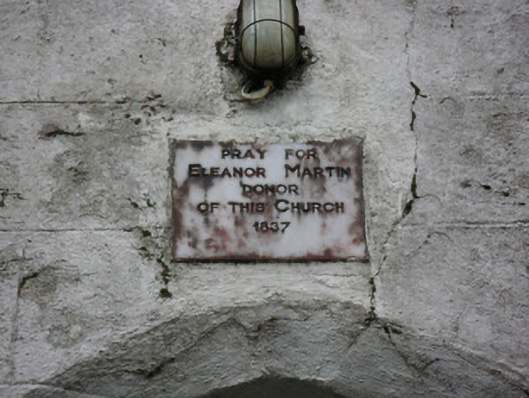 PRAY FOR
ELEANOR MARTIN
DONOR
OF THIS CHURCH
1837